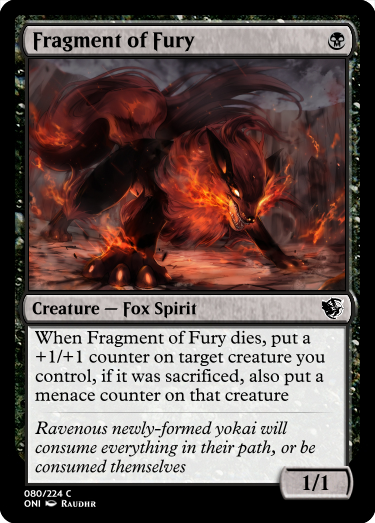 Fragment of Fury
Creature — Fox Spirit
When Fragment of Fury dies, put a
+1/+1 counter on target creature you
control, if it was sacrificed, also put a
menace counter on that creature
Ravenous newly-formed yokai will
consume everything in their path, or be
consumed themselves
1/1
080/224 C
ONI Raudhr